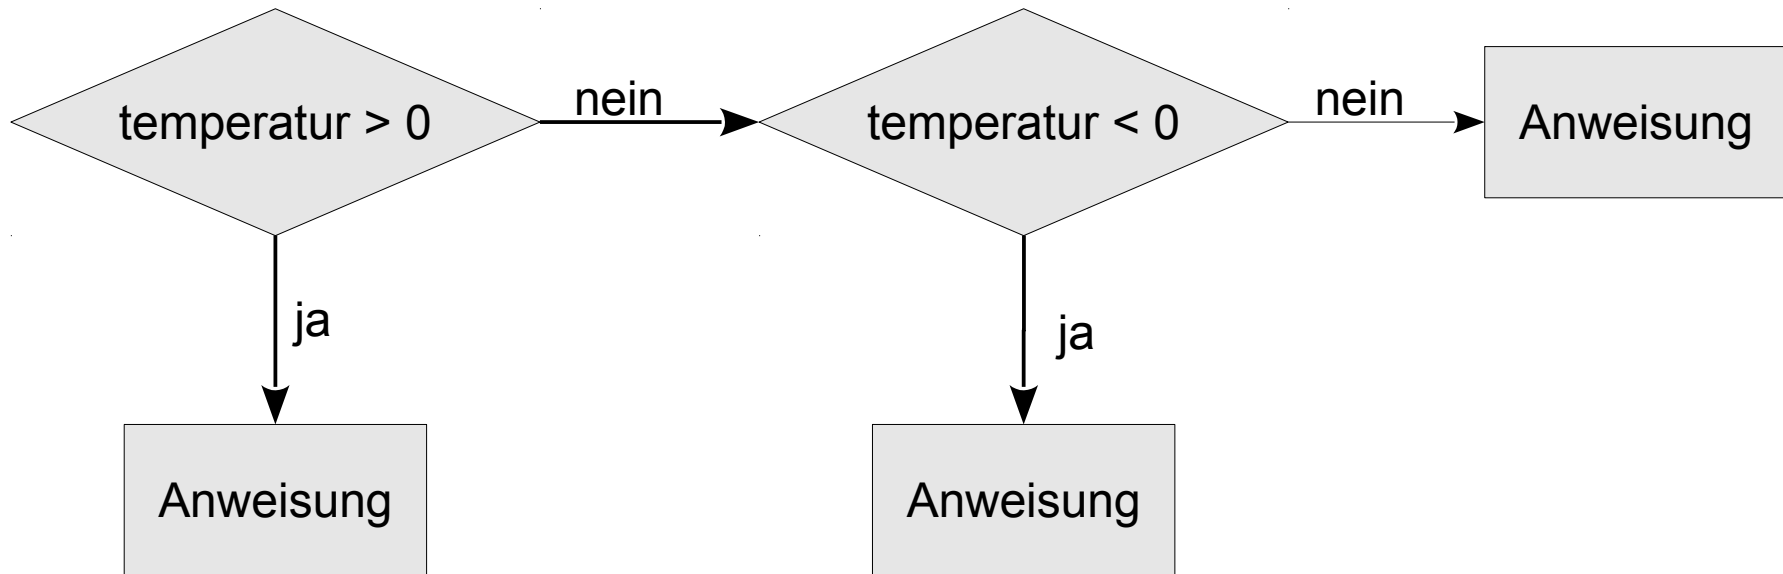 temperatur > 0
nein
temperatur < 0
nein
Anweisung
ja
ja
Anweisung
Anweisung